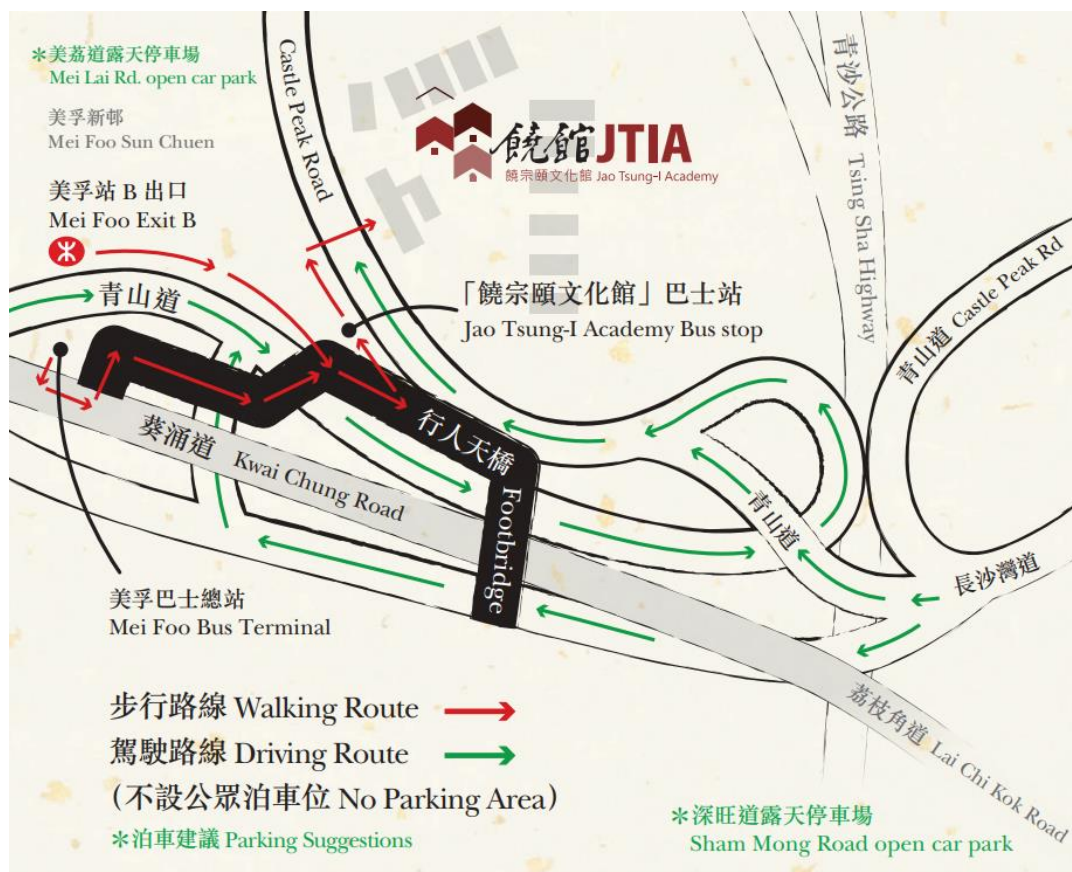 ＊美荔道露天停車場
Mei Lai Rd. open car park
美孚新邨
Mei Foo Sun Chuen
美孚站 B 出口
Mei Foo Exit B
Castle Peak Road
饒館JTIA
饒宗頤文化館 Jao Tsung-I Academy
青沙公路 Tsing Sha Highway
青山道 Castle Peak Rd
「饒宗頤文化館」巴士站
Jao Tsung-I Academy Bus stop
青山道
葵涌道 Kwai Chung Road
行人天橋 Footbridge
青山道
長沙灣道
美孚巴士總站
Mei Foo Bus Terminal
荔枝角道 Lai Chi Kok Road
步行路線 Walking Route
駕駛路線 Driving Route
(不設公眾泊車位 No Parking Area)
＊泊車建議 Parking Suggestions
＊深旺道露天停車場
Sham Mong Road open car park